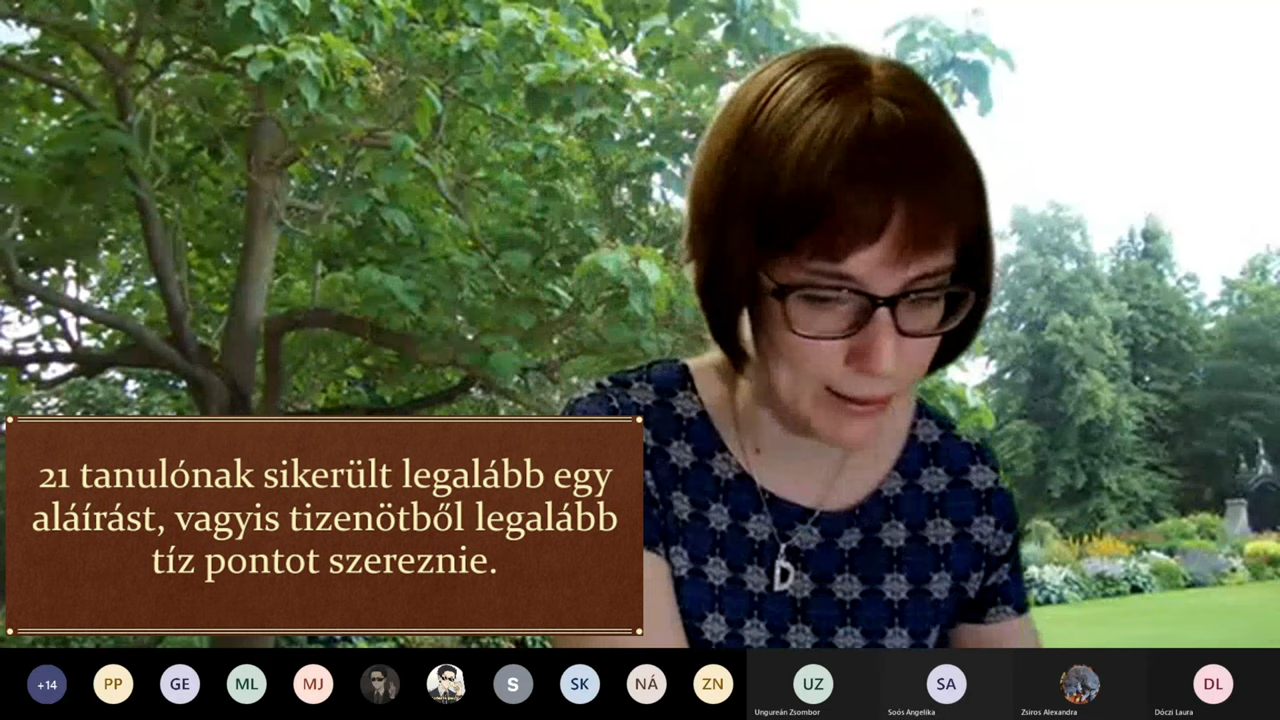 21 tanulónak sikerült legalább egy
aláírást, vagyis tizenötből legalább
tíz pontot szereznie.
D
+14
PP
GE
ML
MJ
S
SK
NÁ
ZN
UZ
SA
DL
Ungureán Zsombor
Soós Angelika
Zsiros Alexandra
Dóczi Laura